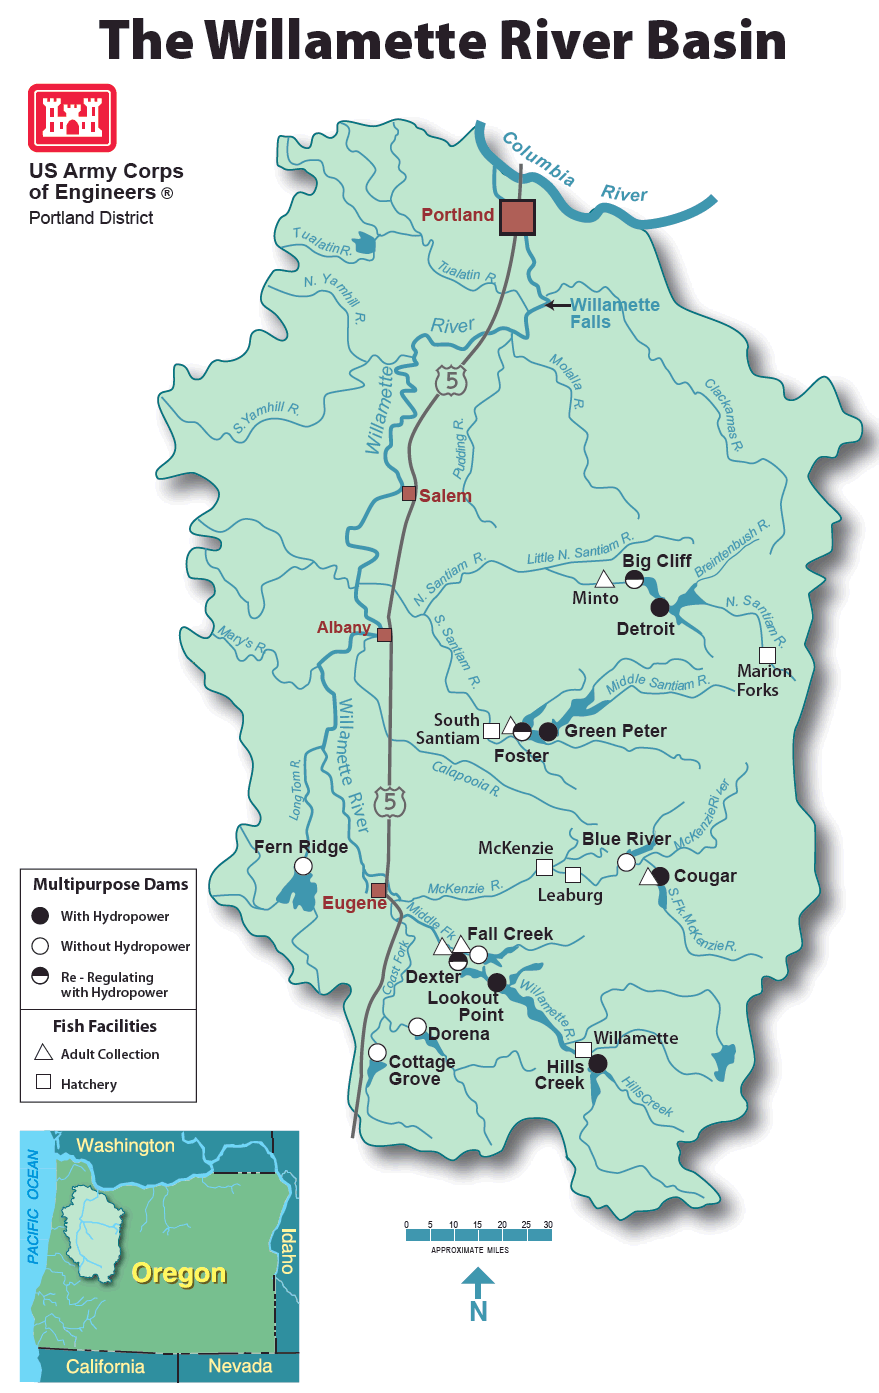 The Willamette River Basin
US Army Corps
of Engineers ®
Portland District
Columbia
River
Portland
Tualatin R.
Tualatin R.
N. Yamhill R.
Willamette
Falls
River
Willamette
5
Molalla R.
Clackamas R.
S. Yamhill R.
Pudding R.
Salem
Little N. Santiam R.
Breintenbush R.
Big Cliff
N. Santiam R.
Minto
N. Santiam R.
Detroit
Albany
S. Santiam R.
Mary's R.
Marion
Forks
Middle Santiam R.
South
Santiam
Green Peter
Foster
Willamette River
Calapooia R.
Long Tom R.
5
McKenzie River
Blue River
Fern Ridge
McKenzie
Cougar
Leaburg
McKenzie R.
Eugene
S. Fk. McKenzie R.
Middle Fk
Fall Creek
Coast Fork
Dexter
Lookout
Point
Willamette R.
Dorena
Willamette
Cottage
Grove
Hills
Creek
Hills Creek
Multipurpose Dams
With Hydropower
Without Hydropower
Re - Regulating
with Hydropower
Fish Facilities
Adult Collection
Hatchery
Washington
PACIFIC OCEAN
Idaho
Oregon
California
Nevada
0 5 10 15 20 25 30
APPROXIMATE MILES
N